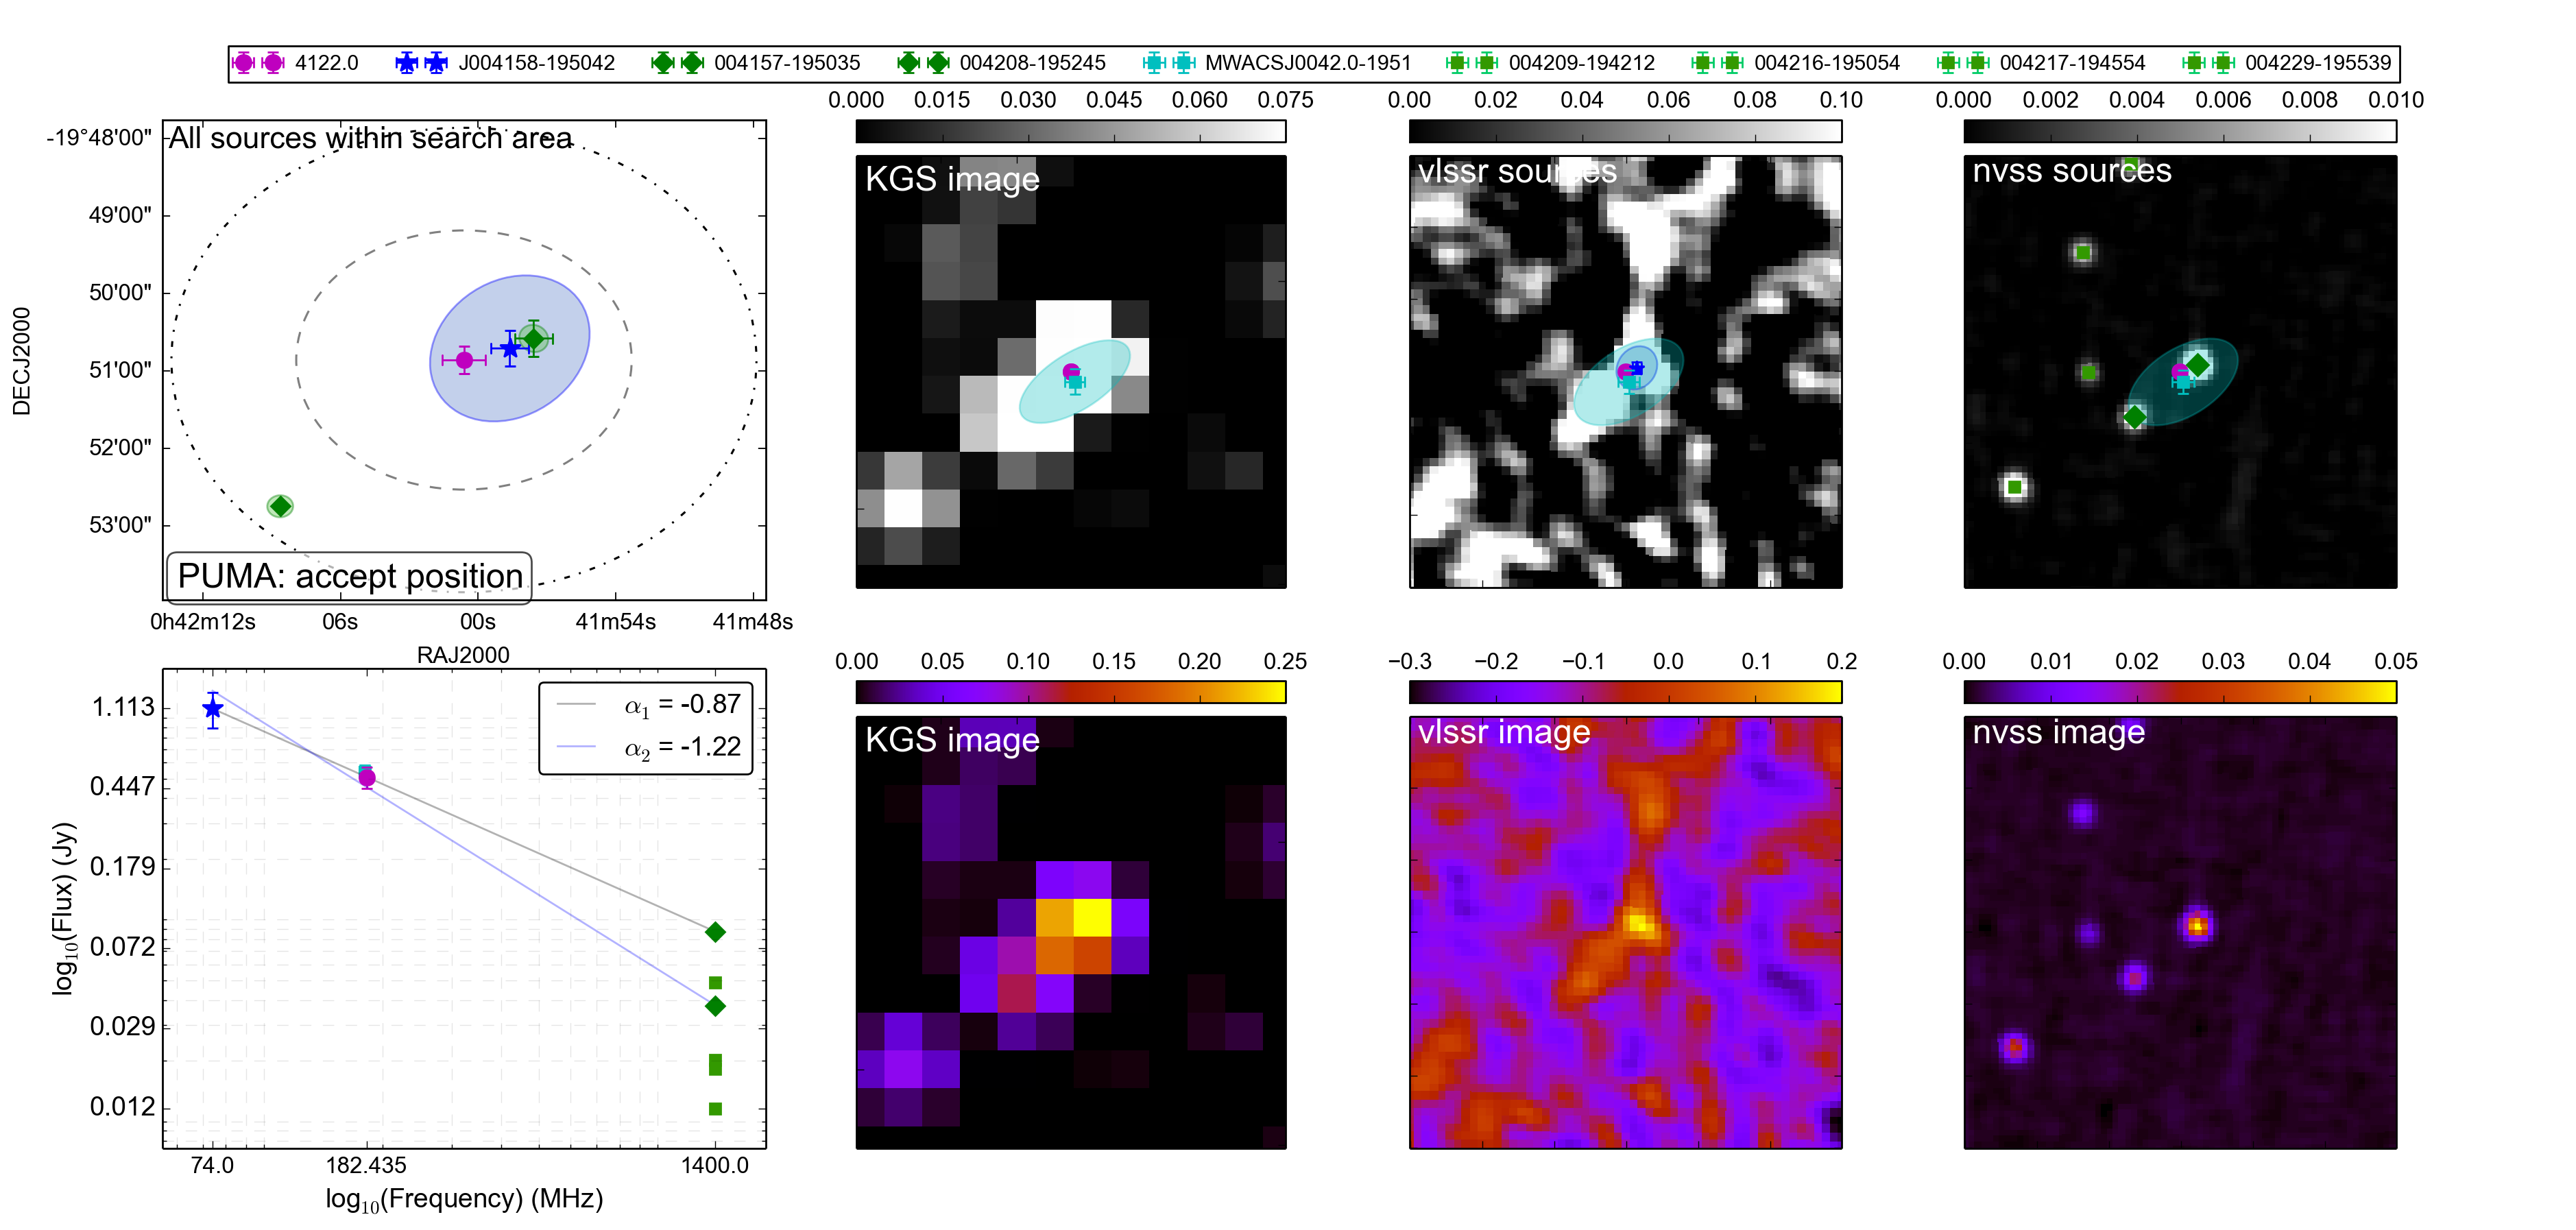 4122.0 J004158-195042 004157-195035 004208-195245 MWACSJ0042.0-1951 004209-194212 004216-195054 004217-194554 004229-195539
0.000 0.015 0.030 0.045 0.060 0.075
0.00 0.02 0.04 0.06 0.08 0.10
0.000 0.002 0.004 0.006 0.008 0.010
All sources within search area
-19°48'00"
49'00"
50'00"
51'00"
52'00"
53'00"
DECJ2000
PUMA: accept position
0h42m12s 06s 00s 41m54s 41m48s
RAJ2000
KGS image
vlssr sources
nvss sources
α₁ = -0.87
α₂ = -1.22
1.113
0.447
0.179
0.072
0.029
0.012
log₁₀(Flux) (Jy)
74.0 182.435 1400.0
log₁₀(Frequency) (MHz)
0.00 0.05 0.10 0.15 0.20 0.25
KGS image
−0.3 −0.2 −0.1 0.0 0.1 0.2
vlssr image
0.00 0.01 0.02 0.03 0.04 0.05
nvss image